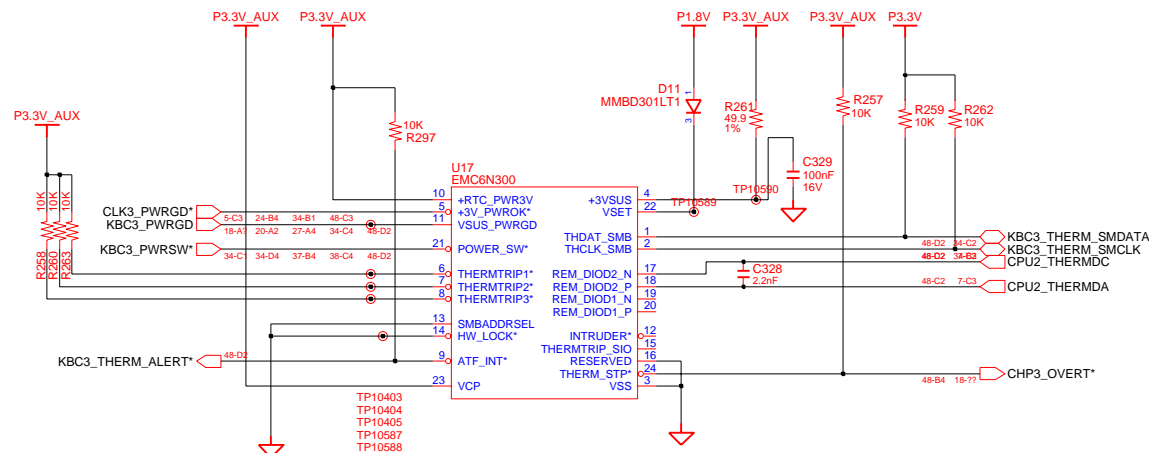 P3.3V_AUX
P3.3V_AUX
P1.8V
P3.3V_AUX
P3.3V_AUX
P3.3V
P3.3V_AUX
10K
R297
D11
MMBD301LT1
1
3
R261
49.9
1%
R257
10K
R259
10K
R262
10K
C329
100nF
16V
TP10590
TP10589
10K
10K
10K
R258
R260
R263
U17
EMC6N300
10 +RTC_PWR3V
5 +3V_PWROK*
11 VSUS_PWRGD
21 POWER_SW*
6 THERMTRIP1*
7 THERMTRIP2*
8 THERMTRIP3*
13 SMBADDRSEL
14 HW_LOCK*
9 ATF_INT*
23 VCP
+3VSUS 4
VSET 22
THDAT_SMB 1
THCLK_SMB 2
REM_DIOD2_N 17
REM_DIOD2_P 18
REM_DIOD1_N 19
REM_DIOD1_P 20
INTRUDER* 12
THERMTRIP_SIO 15
RESERVED 16
THERM_STP* 24
VSS 3
CLK3_PWRGD*
5-C3 24-B4 34-B1 48-C3
KBC3_PWRGD
18-A? 20-A2 27-A4 34-C4 48-D2
KBC3_PWRSW*
34-C1 34-D4 37-B4 38-C4 48-D2
KBC3_THERM_ALERT*
48-D2
KBC3_THERM_SMDATA
48-D2 34-C2
KBC3_THERM_SMCLK
48-D2
CPU2_THERMDC
C328
2.2nF
48-C2 7-C3
CPU2_THERMDA
48-B4 18-??
CHP3_OVERT*
TP10403
TP10404
TP10405
TP10587
TP10588